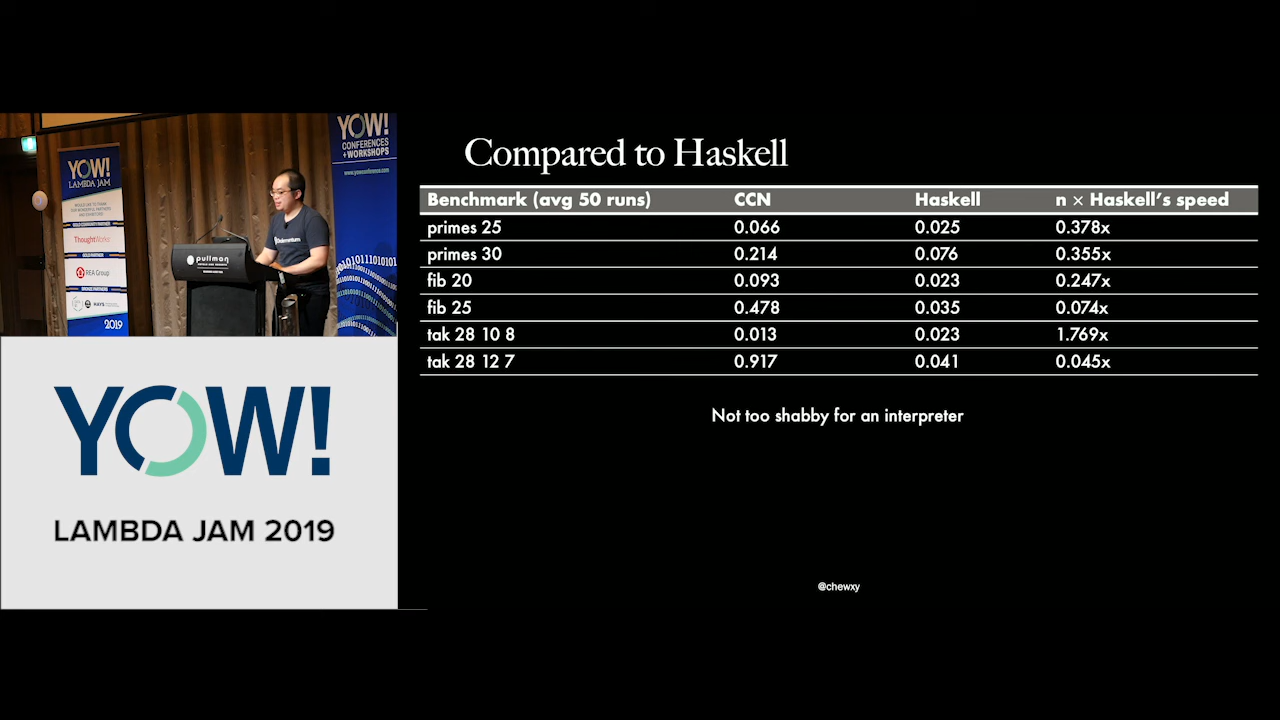 YOW!
CONFERENCES
+WORKSHOPS
www.yowconference.com
YOW!
LAMBDA JAM
ThoughtWorks
REA Group
HAYS
2019
pullman
YOW!
LAMBDA JAM 2019
Compared to Haskell
Benchmark (avg 50 runs) CCN Haskell n × Haskell's speed
primes 25 0.066 0.025 0.378x
primes 30 0.214 0.076 0.355x
fib 20 0.093 0.023 0.247x
fib 25 0.478 0.035 0.074x
tak 28 10 8 0.013 0.023 1.769x
tak 28 12 7 0.917 0.041 0.045x
Not too shabby for an interpreter
@chewxy